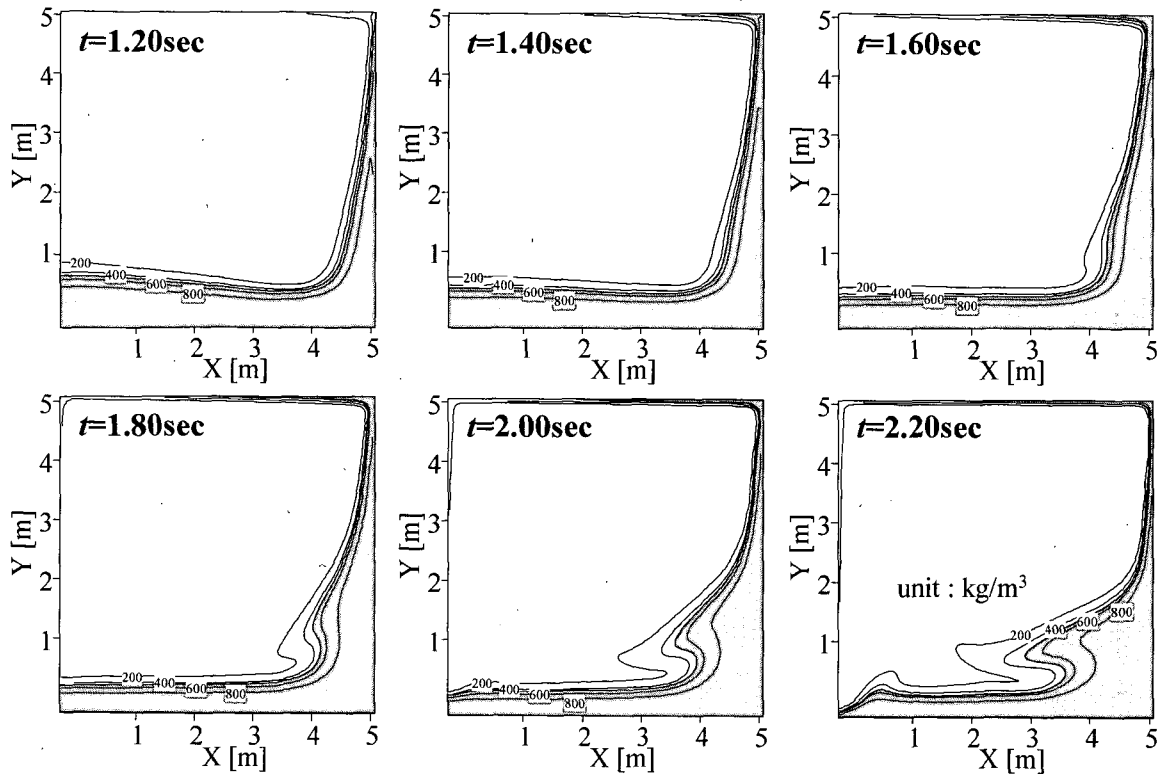 t=1.20sec
5
4
3
2
1
Y [m]
200
400
600
800
1 2 3 4 5
X [m]
t=1.40sec
5
4
3
2
1
Y [m]
200
400
600
800
1 2 3 4 5
X [m]
t=1.60sec
5
4
3
2
1
Y [m]
200
400
600
800
1 2 3 4 5
X [m]
t=1.80sec
5
4
3
2
1
Y [m]
200
400
600
800
1 2 3 4 5
X [m]
t=2.00sec
5
4
3
2
1
Y [m]
200
400
600
800
1 2 3 4 5
X [m]
t=2.20sec
5
4
3
2
1
Y [m]
unit : kg/m³
200
400
600
800
1 2 3 4 5
X [m]